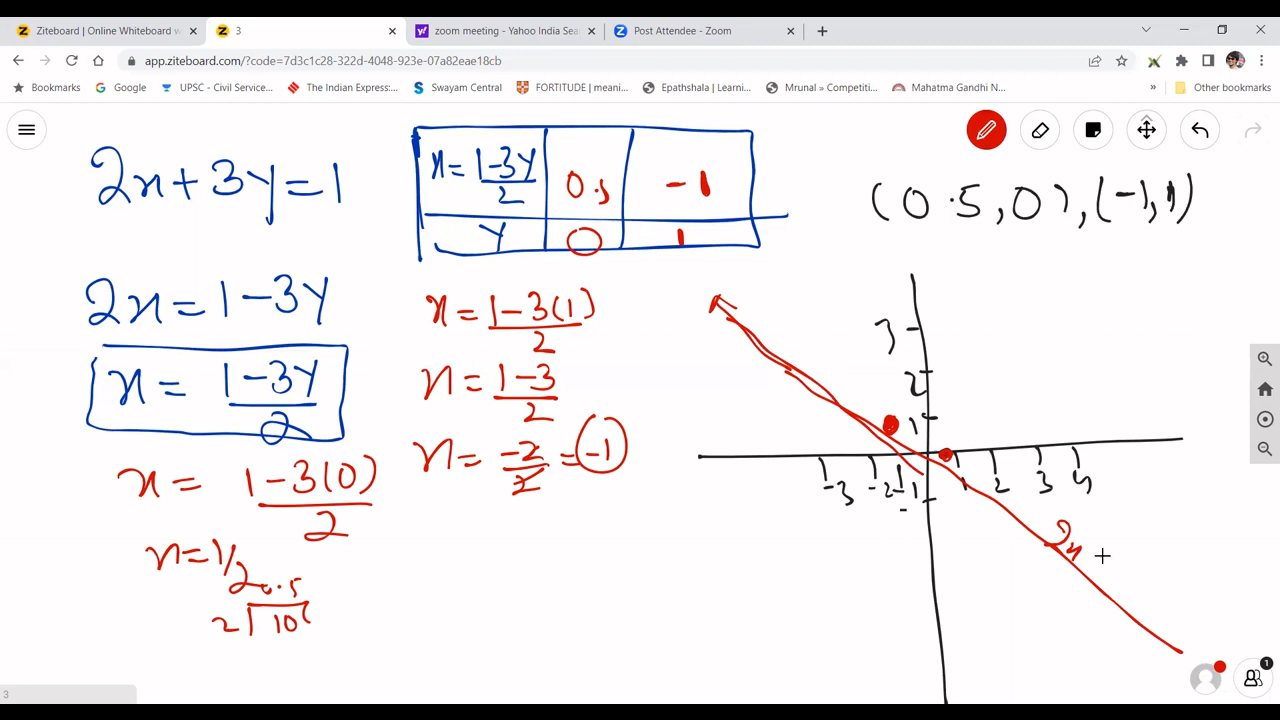 Ziteboard | Online Whiteboard w
3
zoom meeting - Yahoo India Sea
Post Attendee - Zoom
app.ziteboard.com/?code=7d3c1c28-322d-4048-923e-07a82eae18cb
Bookmarks
Google
UPSC - Civil Service...
The Indian Express:...
Swayam Central
FORTITUDE | meani...
Epathshala | Learni...
Mrunal » Competiti...
Mahatma Gandhi N...
»
Other bookmarks
2x+3y=1
x= 1-3y/2 0.5 -1
y 0 1
(0.5,0),(-1,1)
2x=1-3y
x= 1-3y/2
x= 1-3(0)/2
x=1/2
0.5
2 10
x= 1-3(1)/2
x= 1-3/2
x= -2/2 = -1
3
2
1
-3 -2 -1 1 2 3 4
-
2x
1
3